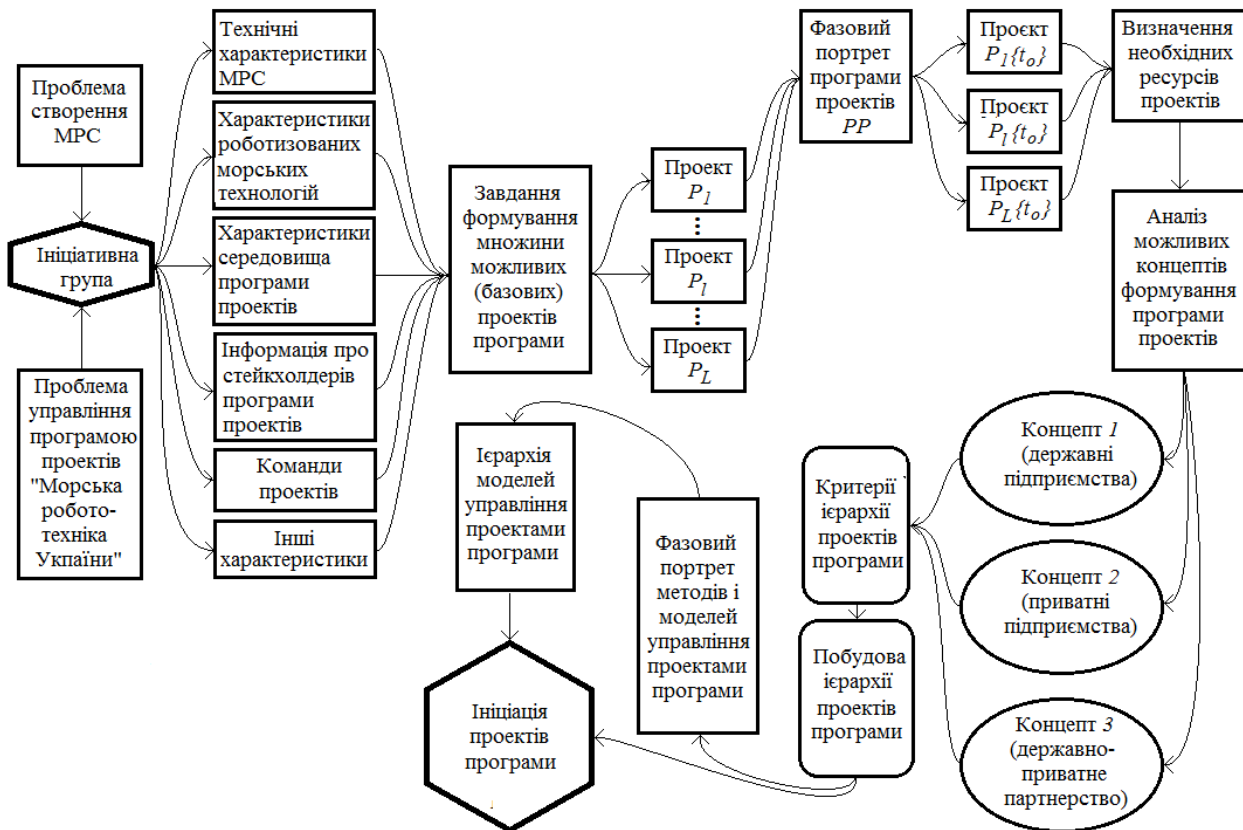 Проблема
створення
МРС
Ініціативна
група
Проблема
управління
програмою
проектів
"Морська
робото-
техніка
Укпаїни"
Технічні
характеристики
МРС
Характеристики
роботизованих
морських
технологій
Характеристики
середовища
програми
проектів
Інформація про
стейкхолдерів
програми
проектів
Команди
проектів
Інші
характеристики
Завдання
формування
множини
можливих
(базових)
проектів
програми
Проект
P1
...
Проект
Pl
...
Проект
PL
Фазовий
портрет
програми
проектів
PP
Проєкт
P1{to}
Проєкт
Pl{to}
Проєкт
PL{to}
Визначення
необхідних
ресурсів
проектів
Аналіз
можливих
концептів
формування
програми
проектів
Концепт 1
(державні
підприємства)
Концепт 2
(приватні
підприємства)
Концепт 3
(державно-
приватне
партнерство)
Критерії
ієрархії
проектів
програми
Побудова
ієрархії
проектів
програми
Фазовий
портрет
методів і
моделей
управління
проектами
програми
Ієрархія
моделей
управління
проектами
програми
Ініціація
проектів
програми